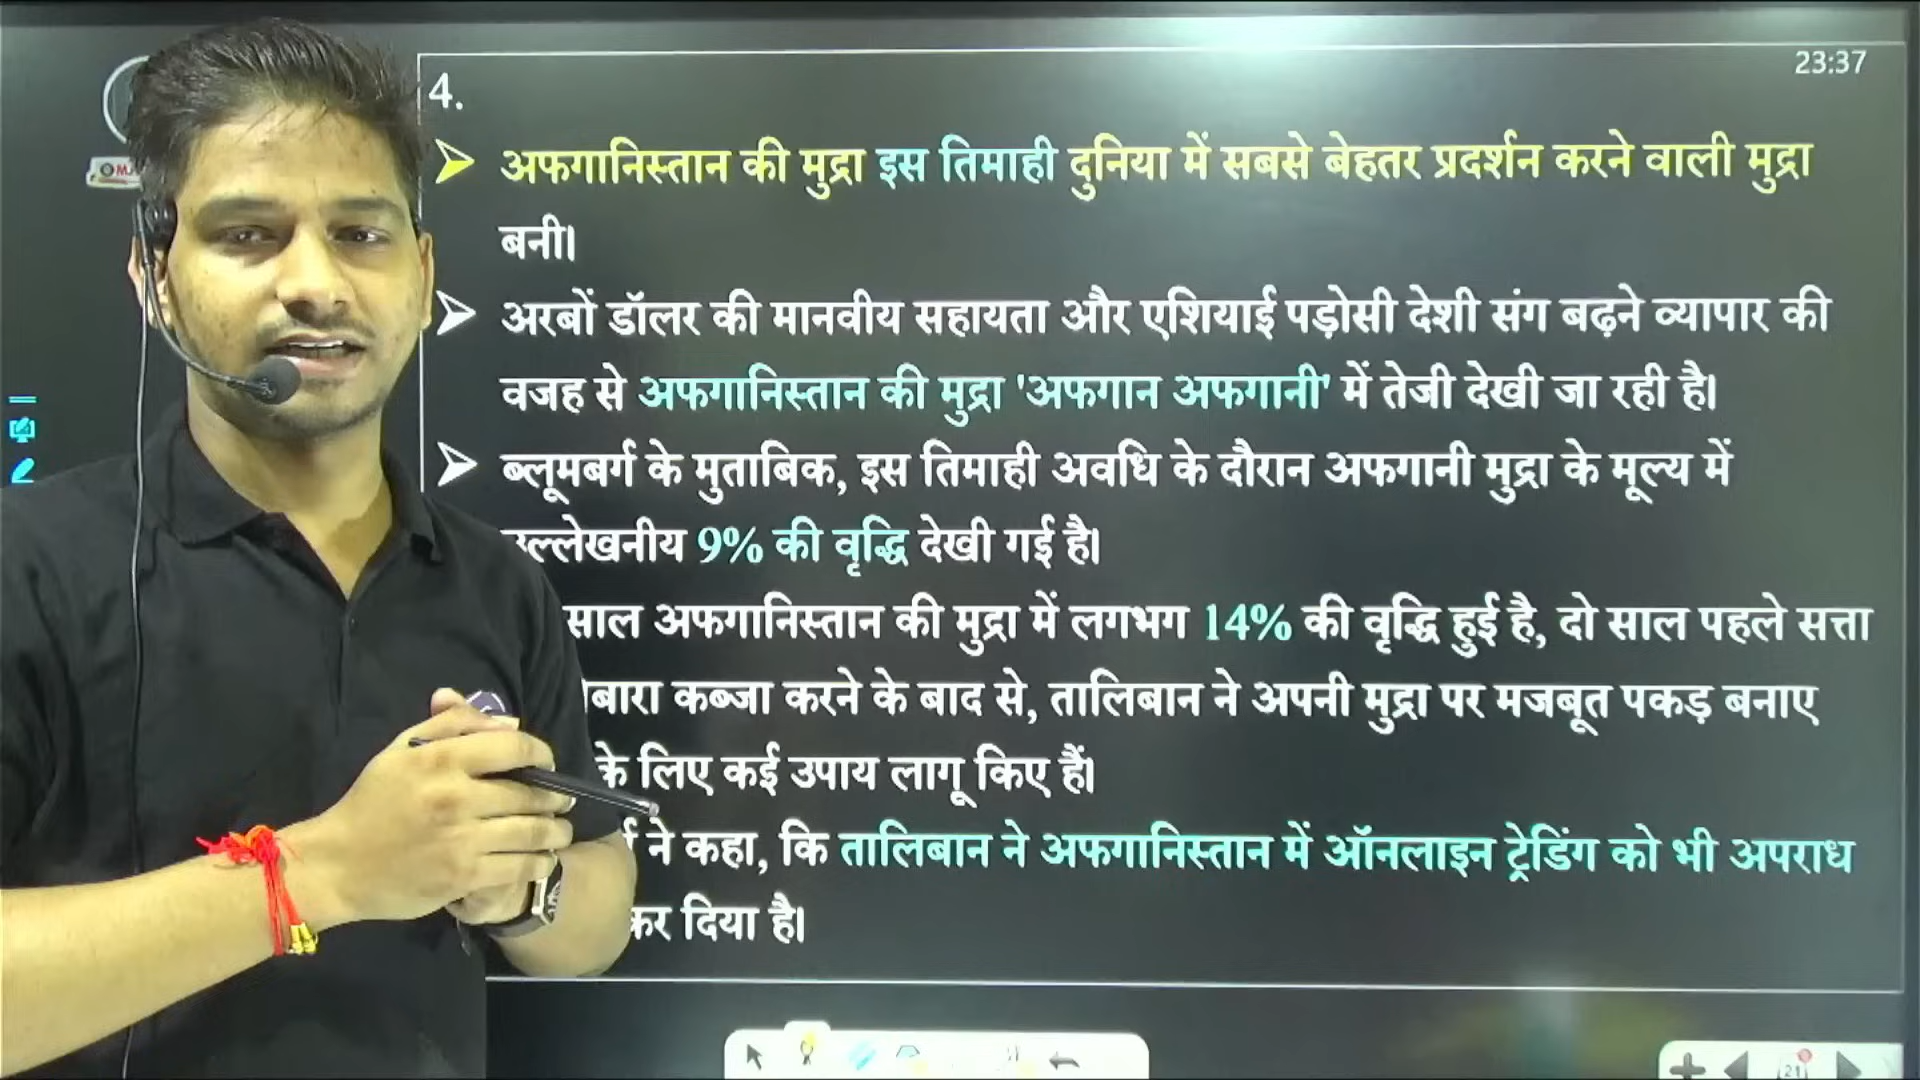 23:37
4.
अफगानिस्तान की मुद्रा इस तिमाही दुनिया में सबसे बेहतर प्रदर्शन करने वाली मुद्रा
बनी।
अरबों डॉलर की मानवीय सहायता और एशियाई पड़ोसी देशी संग बढ़ने व्यापार की
वजह से अफगानिस्तान की मुद्रा 'अफगान अफगानी' में तेजी देखी जा रही है।
ब्लूमबर्ग के मुताबिक, इस तिमाही अवधि के दौरान अफगानी मुद्रा के मूल्य में
उल्लेखनीय 9% की वृद्धि देखी गई है।
साल अफगानिस्तान की मुद्रा में लगभग 14% की वृद्धि हुई है, दो साल पहले सत्ता
कब्जा करने के बाद से, तालिबान ने अपनी मुद्रा पर मजबूत पकड़ बनाए
के लिए कई उपाय लागू किए हैं।
ने कहा, कि तालिबान ने अफगानिस्तान में ऑनलाइन ट्रेडिंग को भी अपराध
कर दिया है।
21